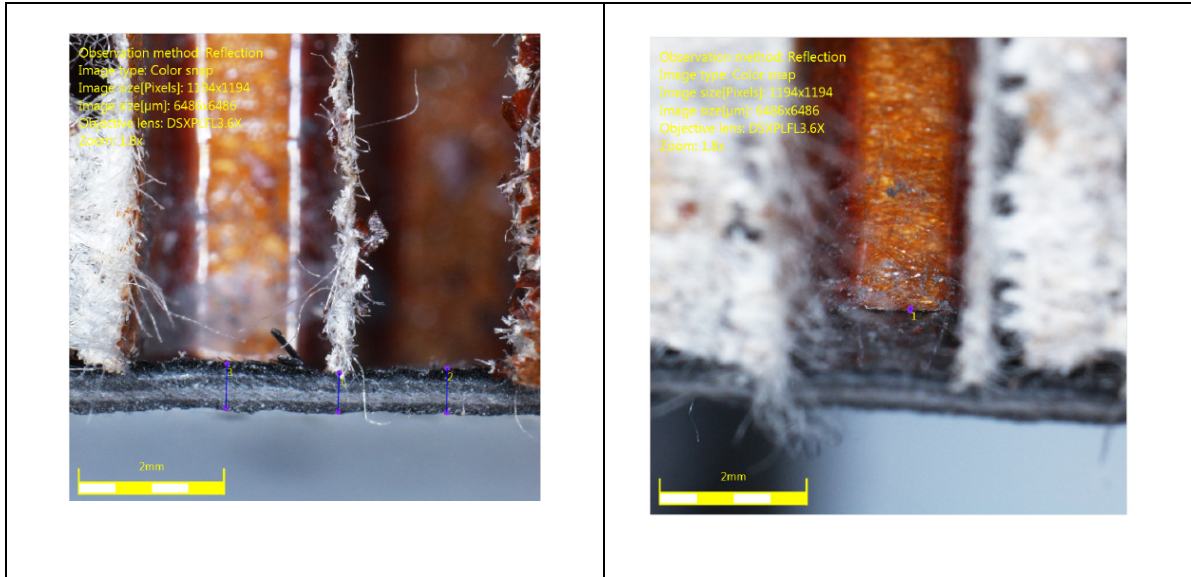 Observation method: Reflection
Image type: Color snap
Image size[Pixels]: 1194x1194
Image size[µm]: 6486x6486
Objective lens: DSXPLFL3.6X
Zoom: 1.8x
3
2
2mm
Observation method: Reflection
Image type: Color snap
Image size[Pixels]: 1194x1194
Image size[µm]: 6486x6486
Objective lens: DSXPLFL3.6X
Zoom: 1.8x
1
2mm